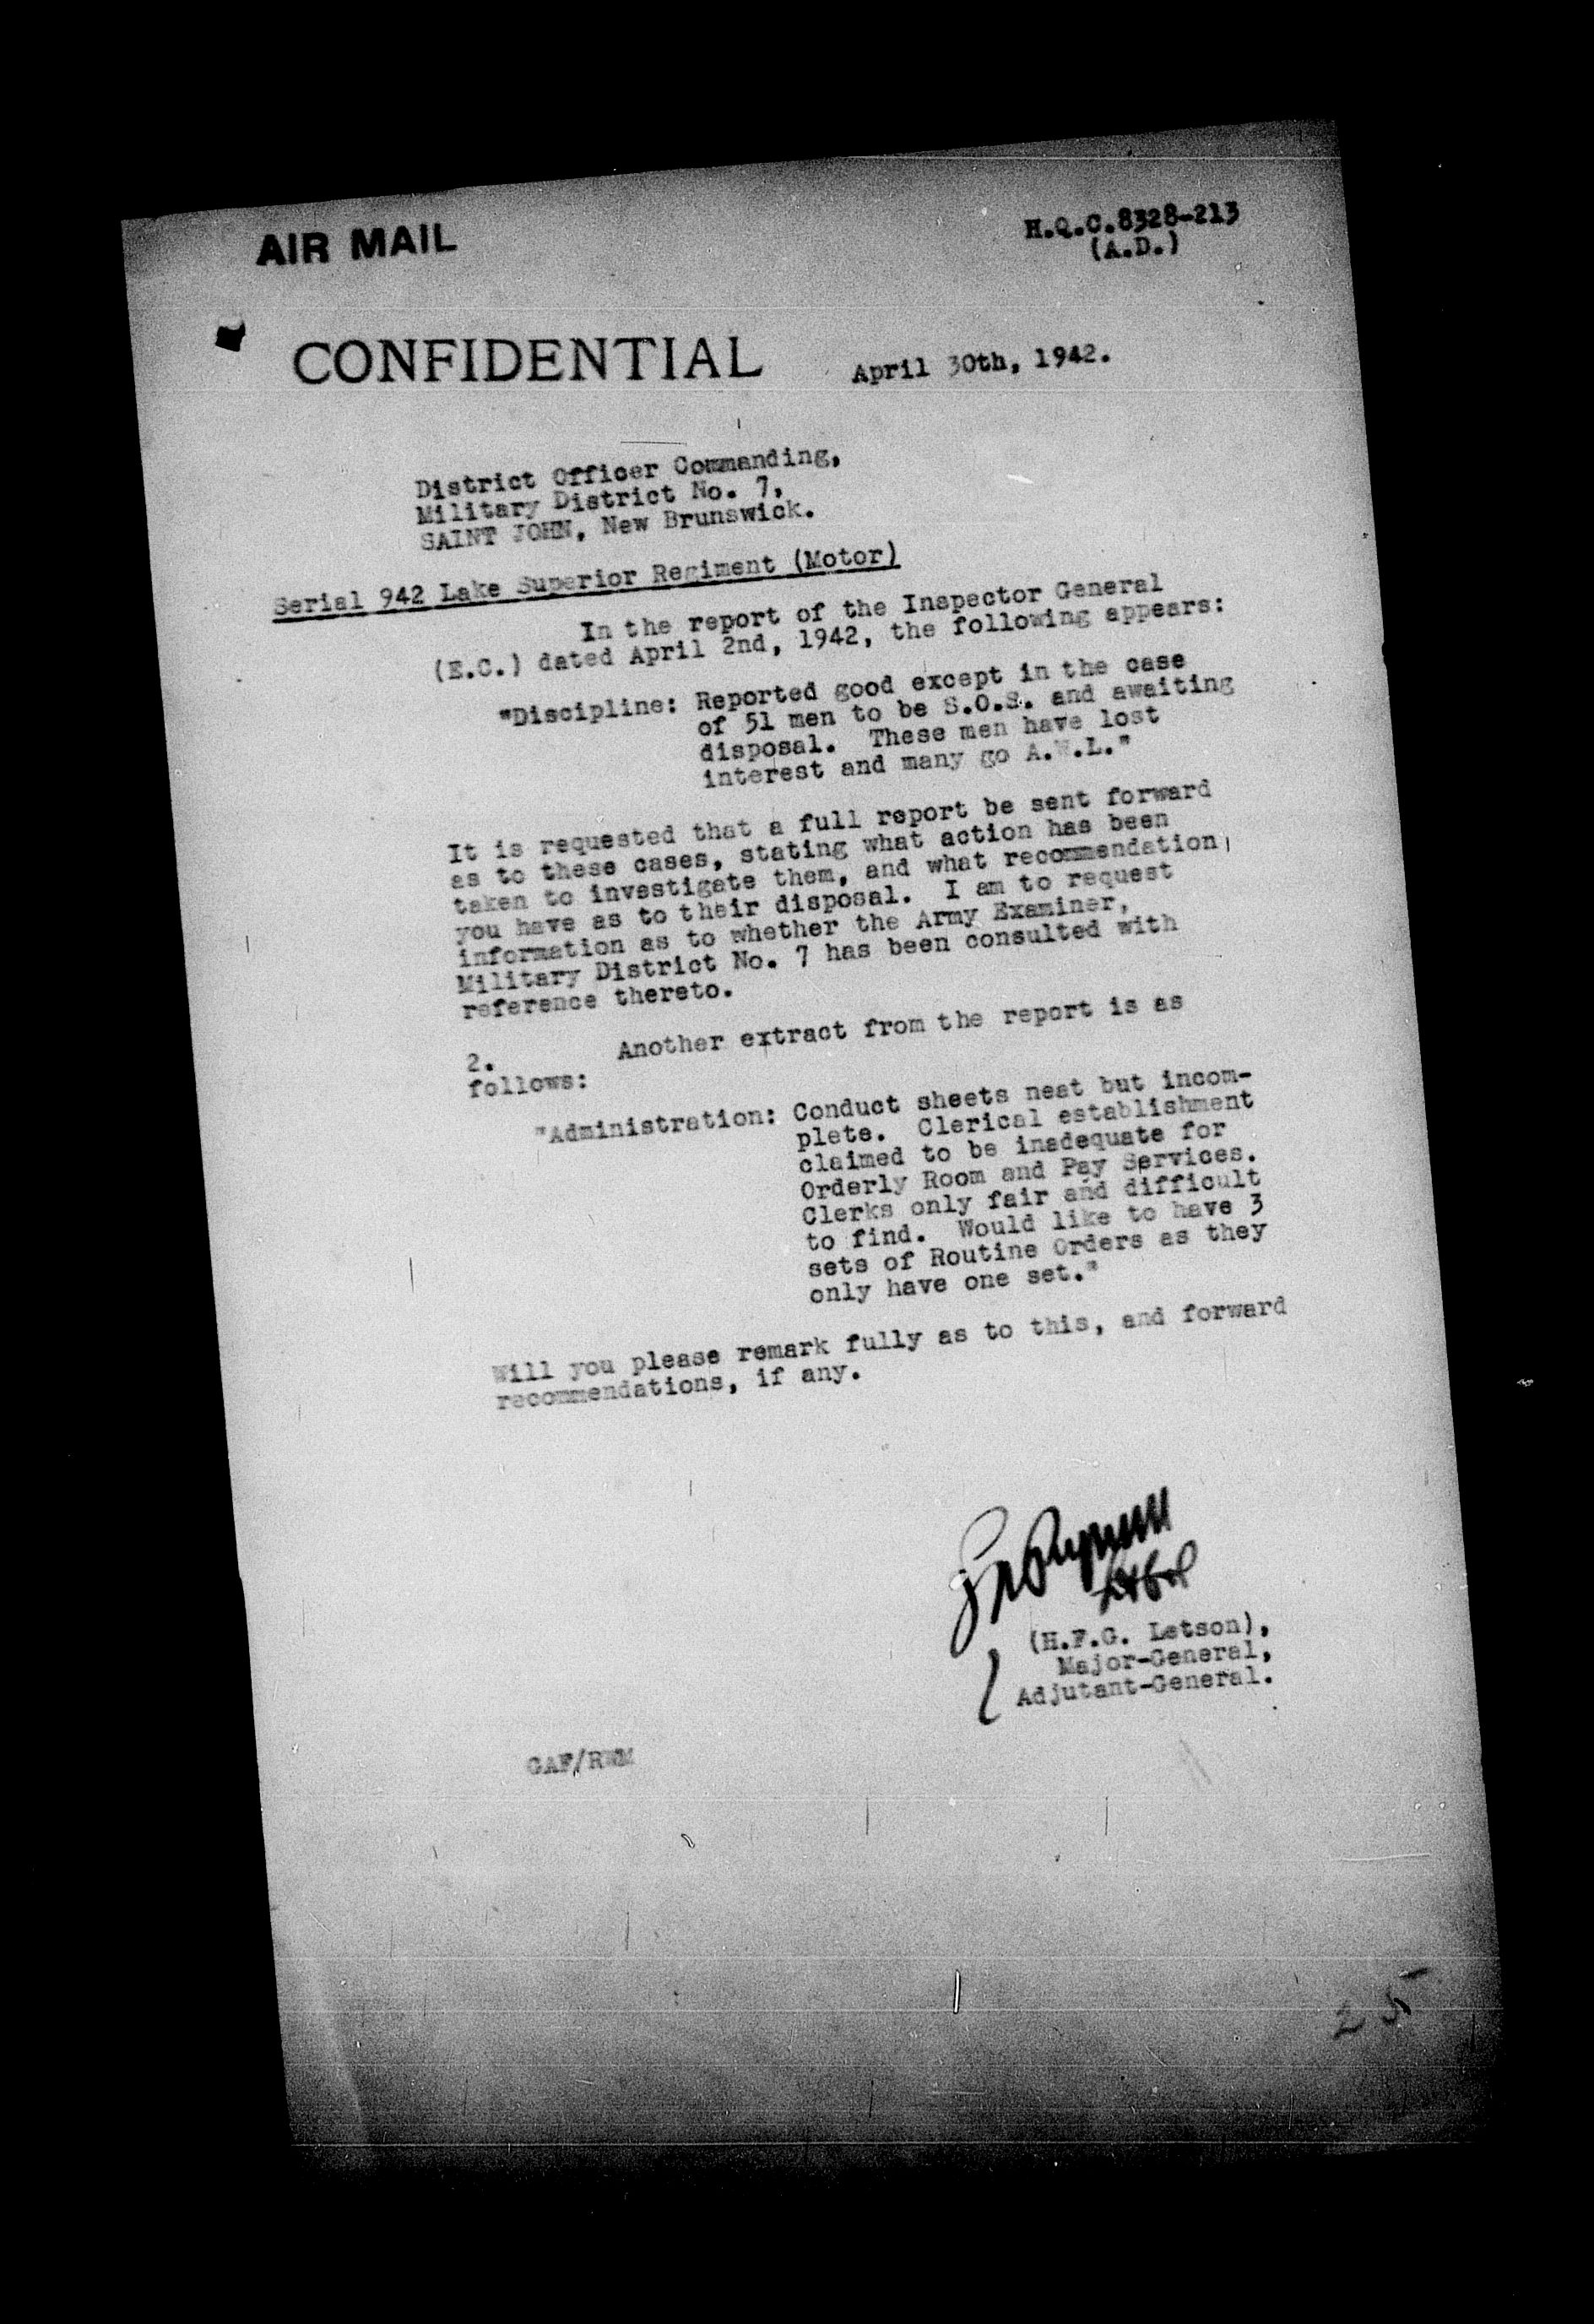 AIR MAIL
H.Q.C.8328-213
(A.D.)
CONFIDENTIAL
April 30th, 1942.
District Officer Commanding,
Military District No. 7,
SAINT JOHN, New Brunswick.
Serial 942 Lake Superior Regiment (Motor)
In the report of the Inspector General
(E.C.) dated April 2nd, 1942, the following appears:
"Discipline: Reported good except in the case
of 51 men to be S.O.S. and awaiting
disposal. These men have lost
interest and many go A.W.L."
It is requested that a full report be sent forward
as to these cases, stating what action has been
taken to investigate them, and what recommendation
you have as to their disposal. I am to request
information as to whether the Army Examiner,
Military District No. 7 has been consulted with
reference thereto.
2. Another extract from the report is as
follows:
"Administration: Conduct sheets neat but incom-
plete. Clerical establishment
claimed to be inadequate for
Orderly Room and Pay Services.
Clerks only fair and difficult
to find. Would like to have 3
sets of Routine Orders as they
only have one set."
Will you please remark fully as to this, and forward
recommendations, if any.
(H.F.G. Letson),
Major-General,
Adjutant-General.
GAF/RWM
25